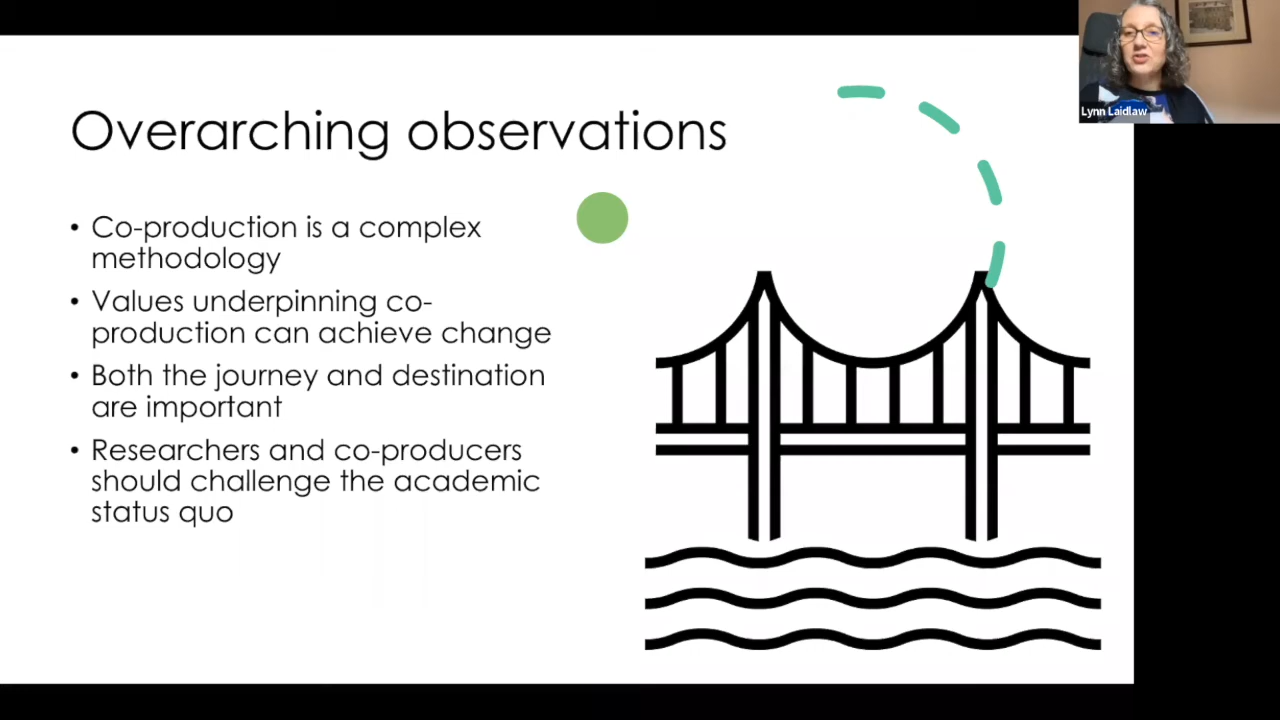 Lynn Laidlaw
Overarching observations
• Co-production is a complex
methodology
• Values underpinning co-
production can achieve change
• Both the journey and destination
are important
• Researchers and co-producers
should challenge the academic
status quo